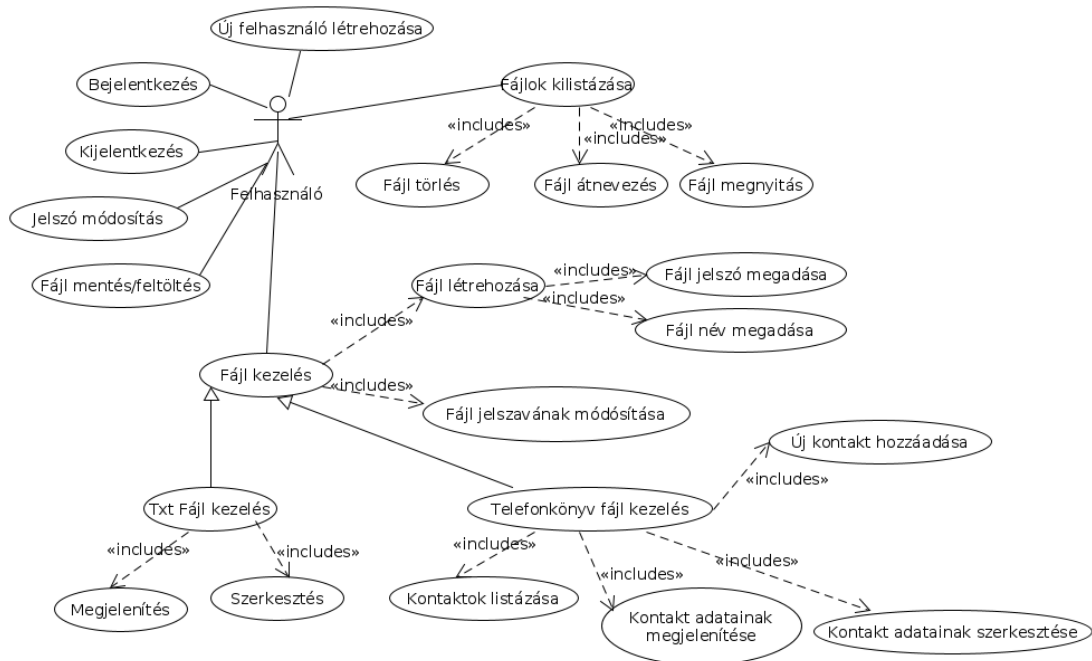 Új felhasználó létrehozása
Bejelentkezés
Fájlok kilistázása
«includes»
«includes»
«includes»
Kijelentkezés
Fájl törlés
Fájl átnevezés
Fájl megnyitás
Felhasználó
Jelszó módosítás
Fájl mentés/feltöltés
Fájl létrehozása
«includes»
Fájl jelszó megadása
«includes»
«includes»
Fájl név megadása
Fájl kezelés
«includes»
Fájl jelszavának módósítása
Új kontakt hozzáadása
«includes»
Txt Fájl kezelés
Telefonkönyv fájl kezelés
«includes»
«includes»
«includes»
«includes»
«includes»
Megjelenítés
Szerkesztés
Kontaktok listázása
Kontakt adatainak
megjelenítése
Kontakt adatainak szerkesztése